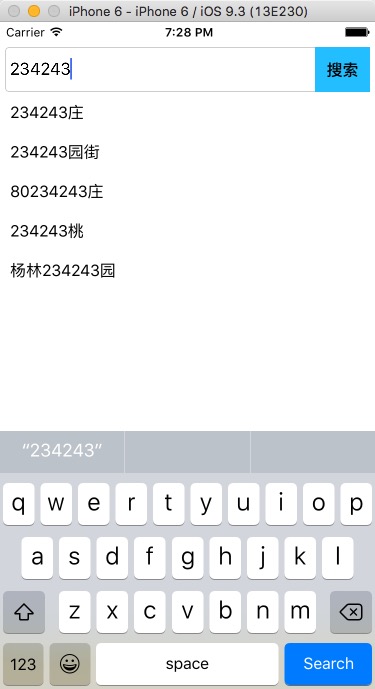 iPhone 6 - iPhone 6 / iOS 9.3 (13E230)
Carrier 7:28 PM
234243 搜索
234243庄
234243园街
80234243庄
234243桃
杨林234243园
“234243”
q w e r t y u i o p
a s d f g h j k l
z x c v b n m
123 space Search